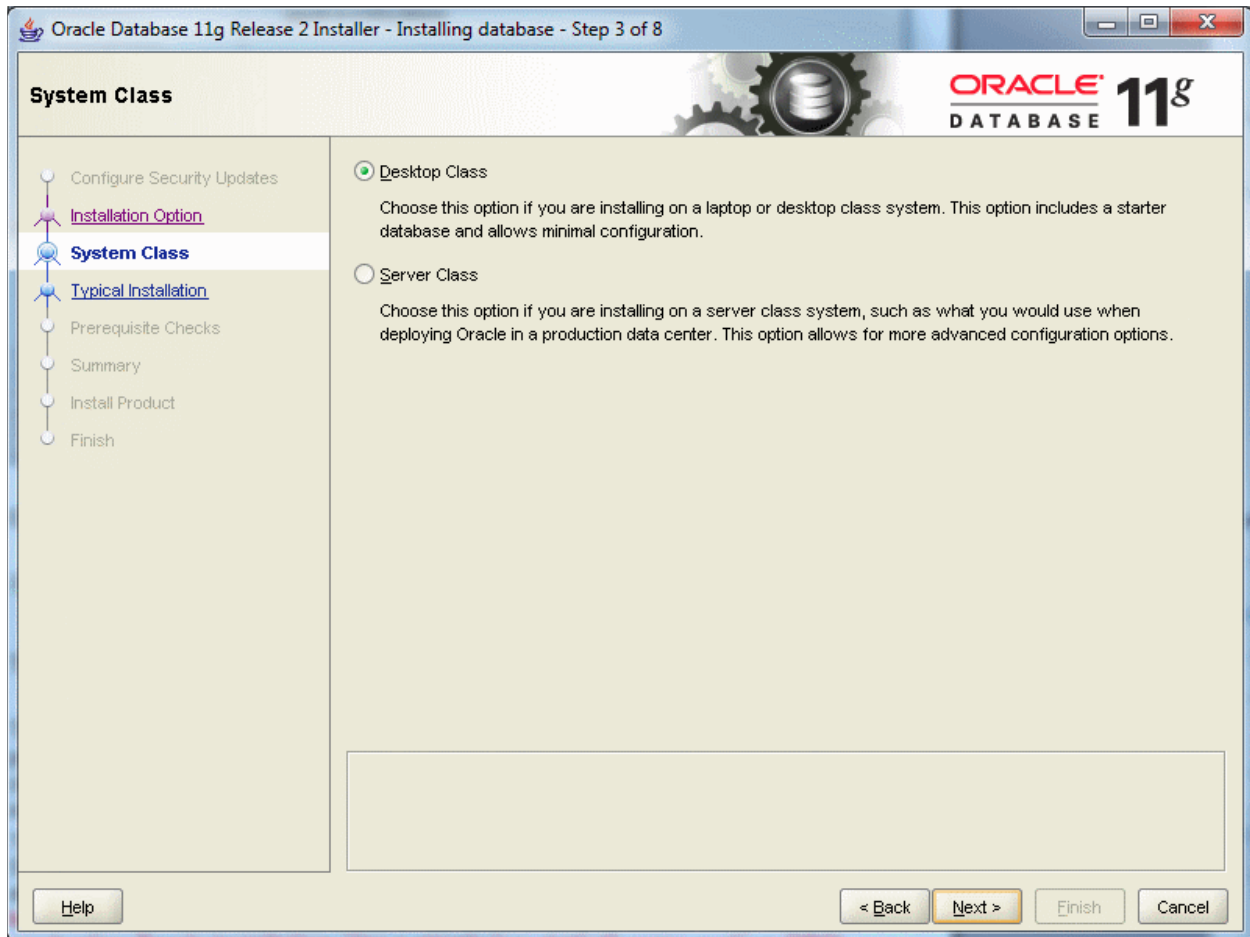 Oracle Database 11g Release 2 Installer - Installing database - Step 3 of 8
System Class
ORACLE 11g
DATABASE
Configure Security Updates
Installation Option
System Class
Typical Installation
Prerequisite Checks
Summary
Install Product
Finish
Desktop Class
Choose this option if you are installing on a laptop or desktop class system. This option includes a starter
database and allows minimal configuration.
Server Class
Choose this option if you are installing on a server class system, such as what you would use when
deploying Oracle in a production data center. This option allows for more advanced configuration options.
Help
< Back
Next >
Finish
Cancel